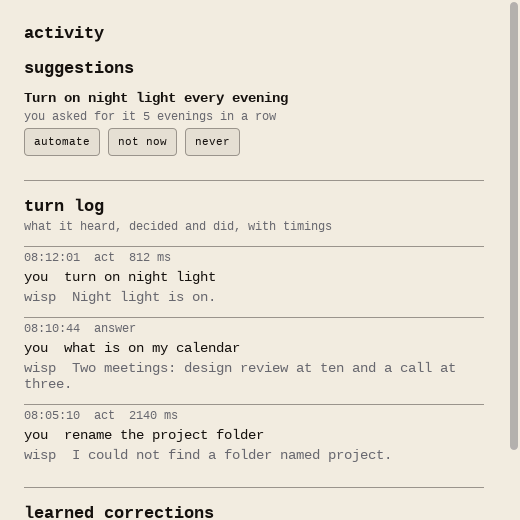 activity
suggestions
Turn on night light every evening
you asked for it 5 evenings in a row
automate not now never
turn log
what it heard, decided and did, with timings
08:12:01 act 812 ms
you turn on night light
wisp Night light is on.
08:10:44 answer
you what is on my calendar
wisp Two meetings: design review at ten and a call at
three.
08:05:10 act 2140 ms
you rename the project folder
wisp I could not find a folder named project.
learned corrections